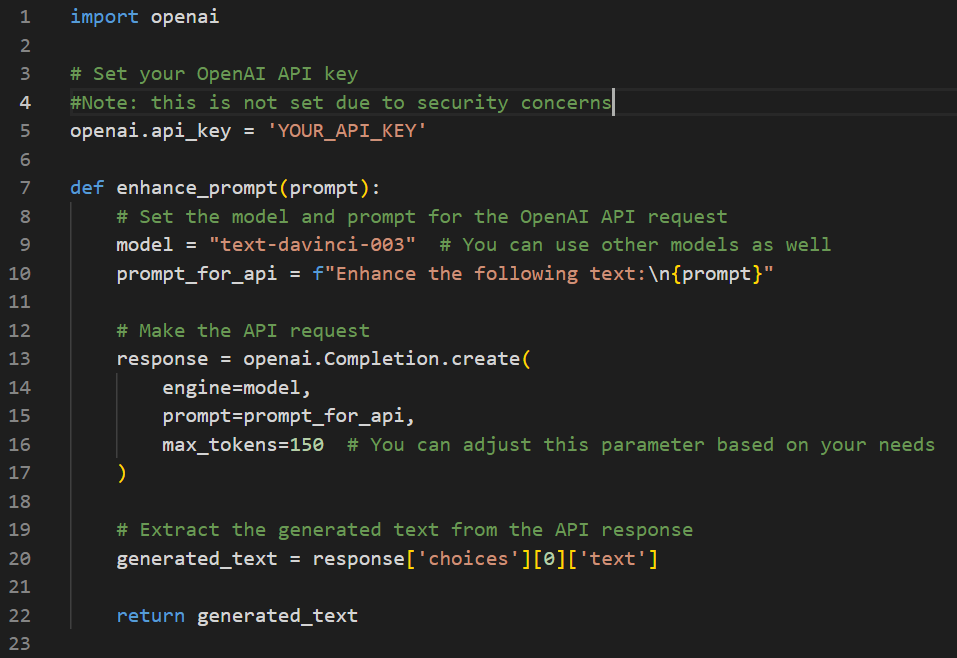 1 import openai
2
3 # Set your OpenAI API key
4 #Note: this is not set due to security concerns
5 openai.api_key = 'YOUR_API_KEY'
6
7 def enhance_prompt(prompt):
8     # Set the model and prompt for the OpenAI API request
9     model = "text-davinci-003"  # You can use other models as well
10     prompt_for_api = f"Enhance the following text:\n{prompt}"
11
12     # Make the API request
13     response = openai.Completion.create(
14         engine=model,
15         prompt=prompt_for_api,
16         max_tokens=150  # You can adjust this parameter based on your needs
17     )
18
19     # Extract the generated text from the API response
20     generated_text = response['choices'][0]['text']
21
22     return generated_text
23